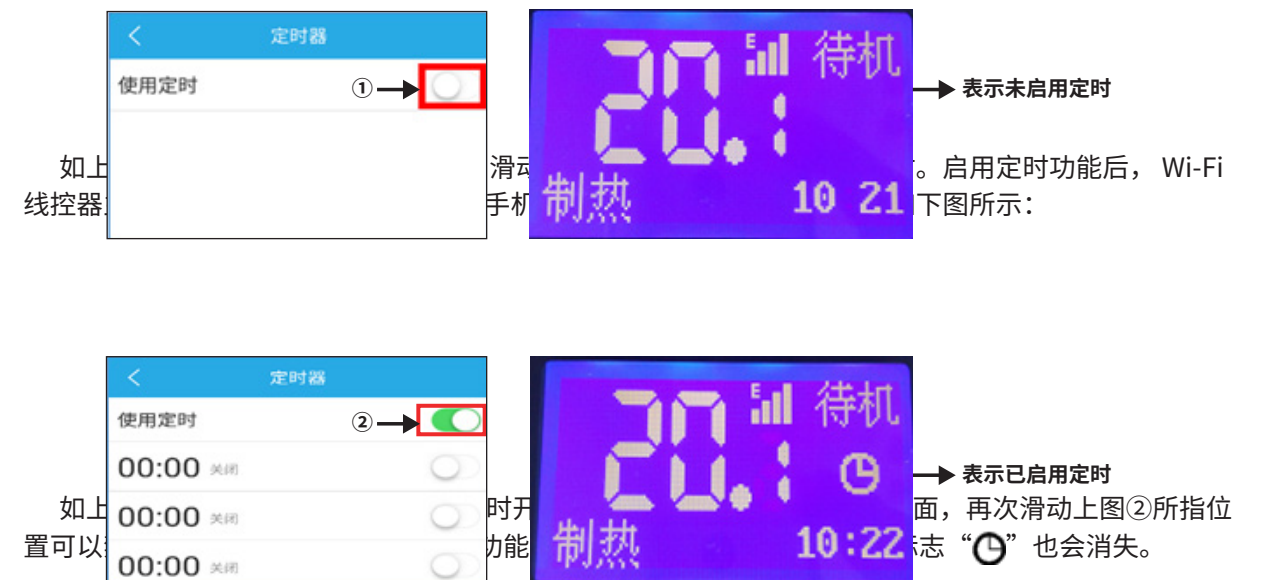 定时器
使用定时
①
20.1
E
待机
制热
10 21
表示未启用定时
如上
滑动
。启用定时功能后， Wi-Fi
线控器
手机
下图所示：
定时器
使用定时
②
00:00 关闭
00:00 关闭
00:00 关闭
20.1
E
待机
制热
10:22
表示已启用定时
如上
时开
面，再次滑动上图②所指位
置可以
功能
标志“”也会消失。